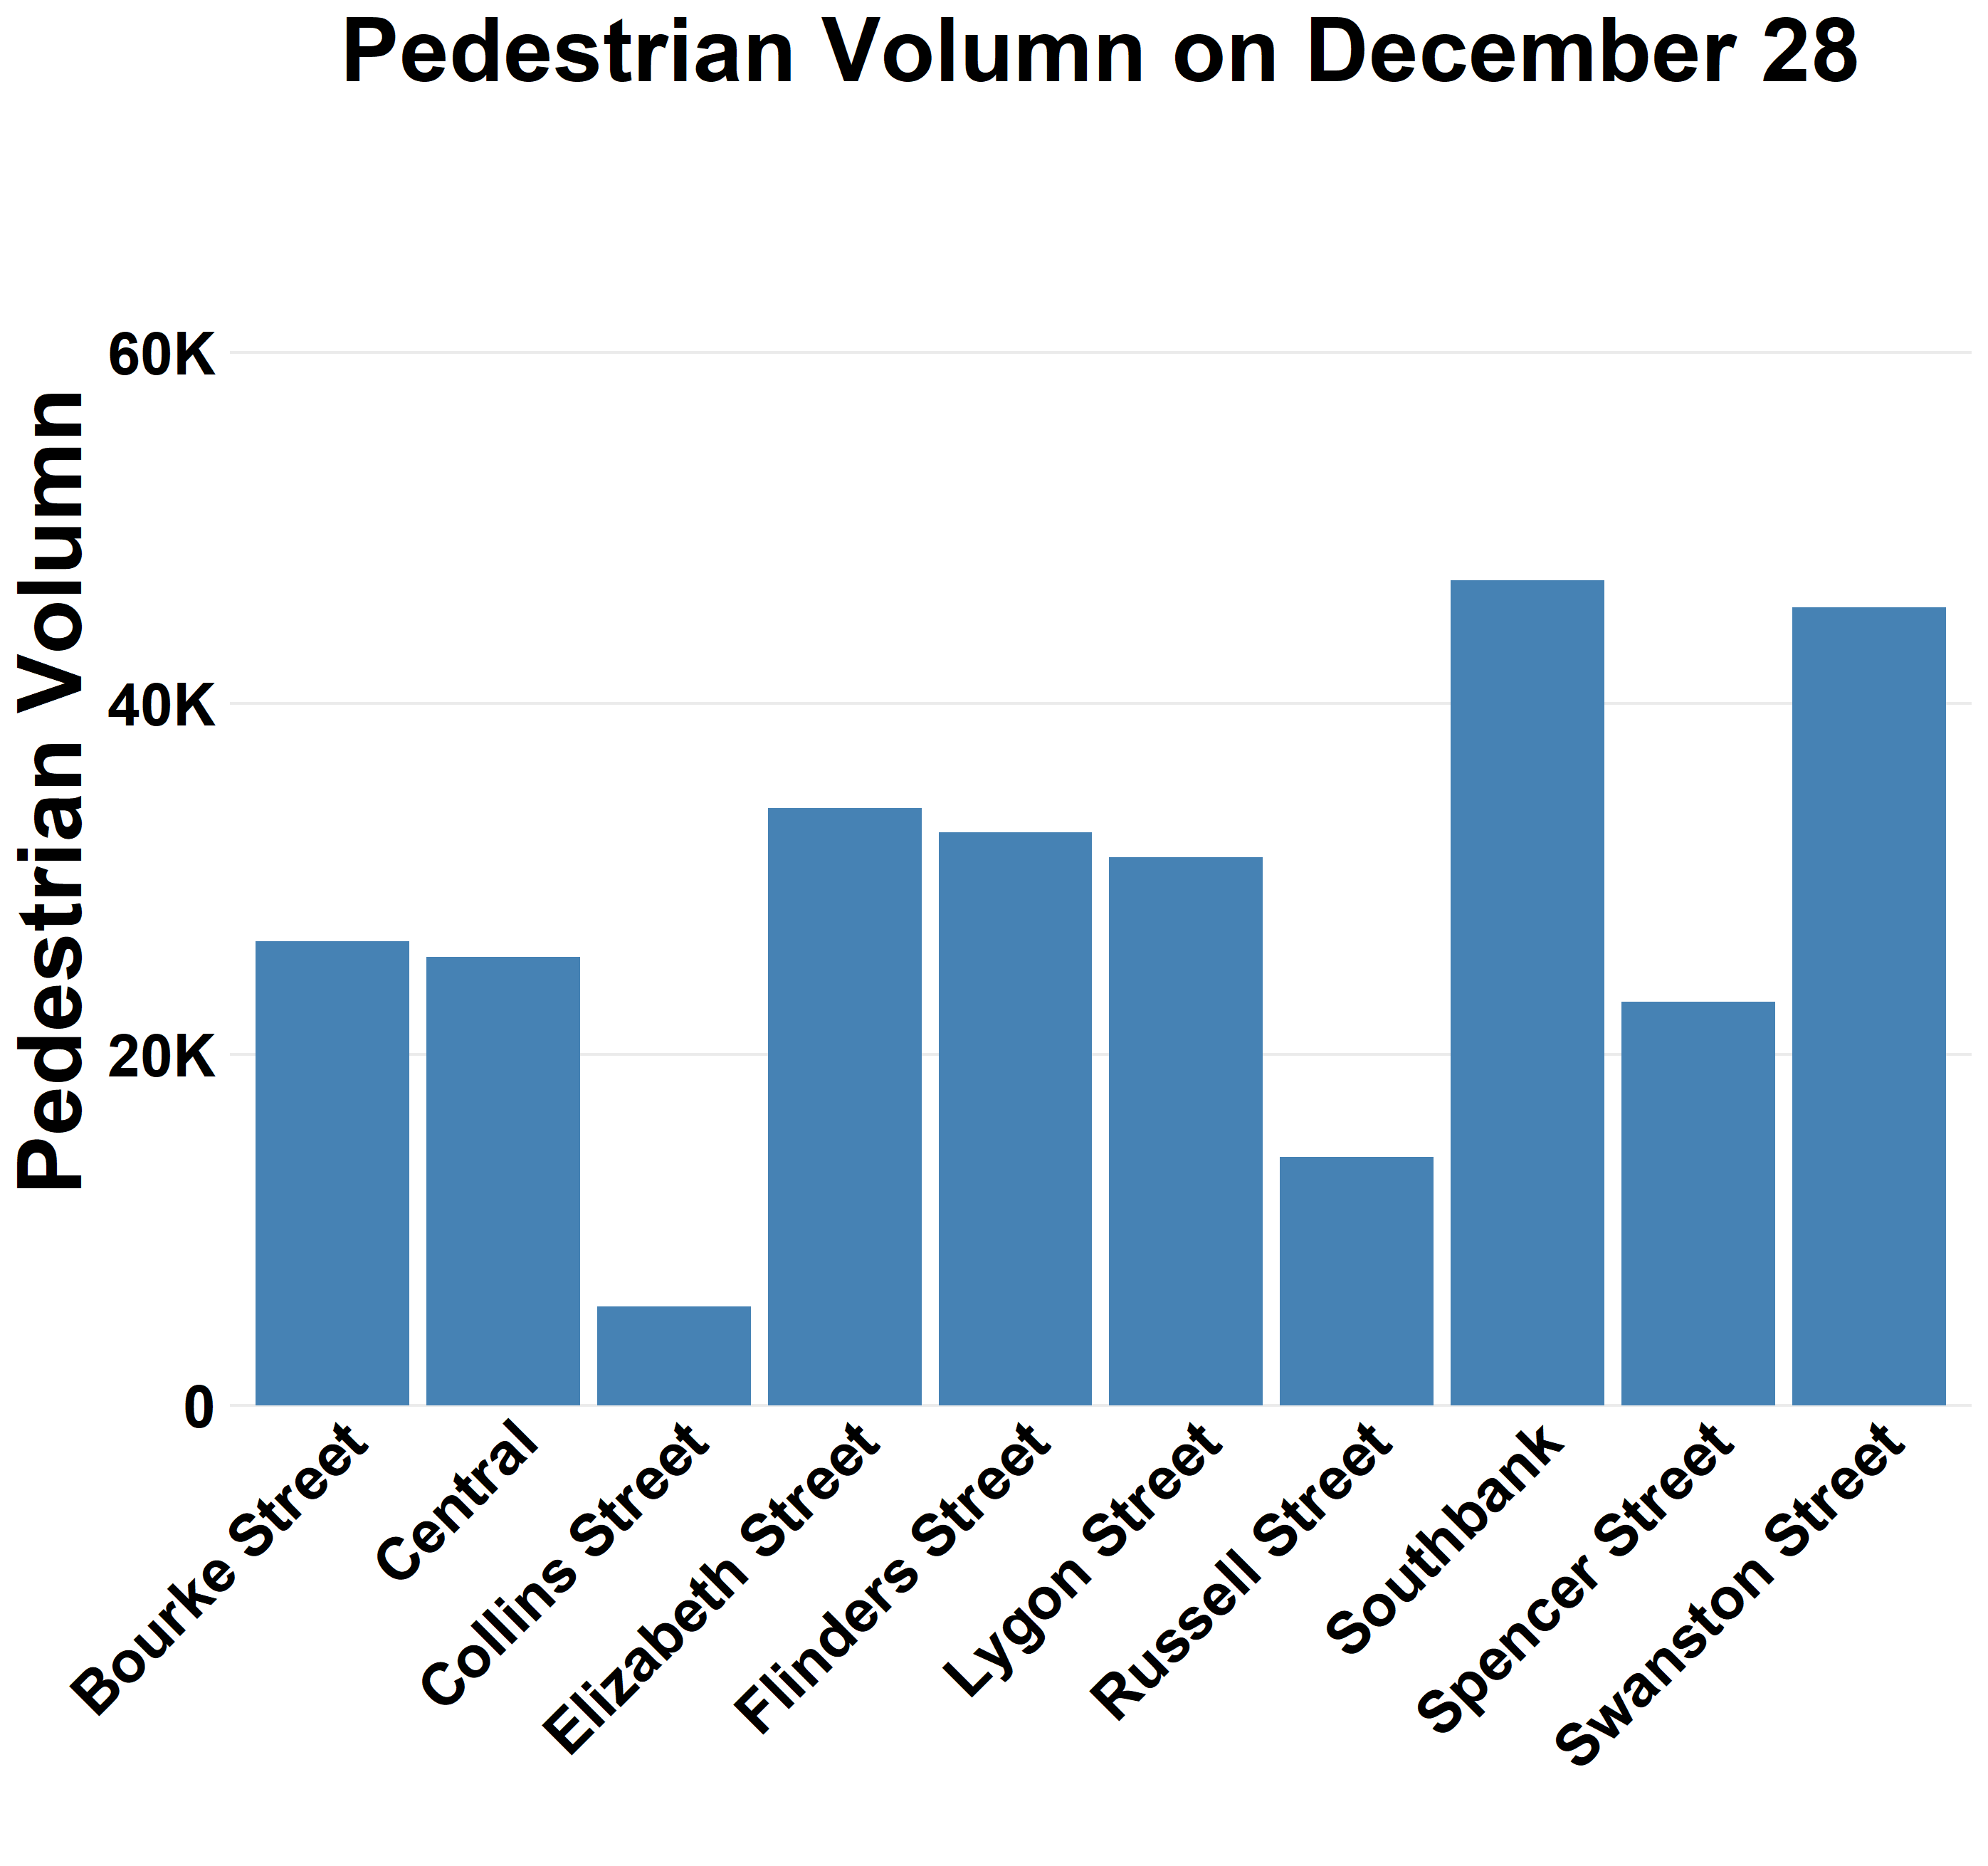 Pedestrian Volumn on December 28
Pedestrian Volumn
60K
40K
20K
0
Bourke Street
Central
Collins Street
Elizabeth Street
Flinders Street
Lygon Street
Russell Street
Southbank
Spencer Street
Swanston Street